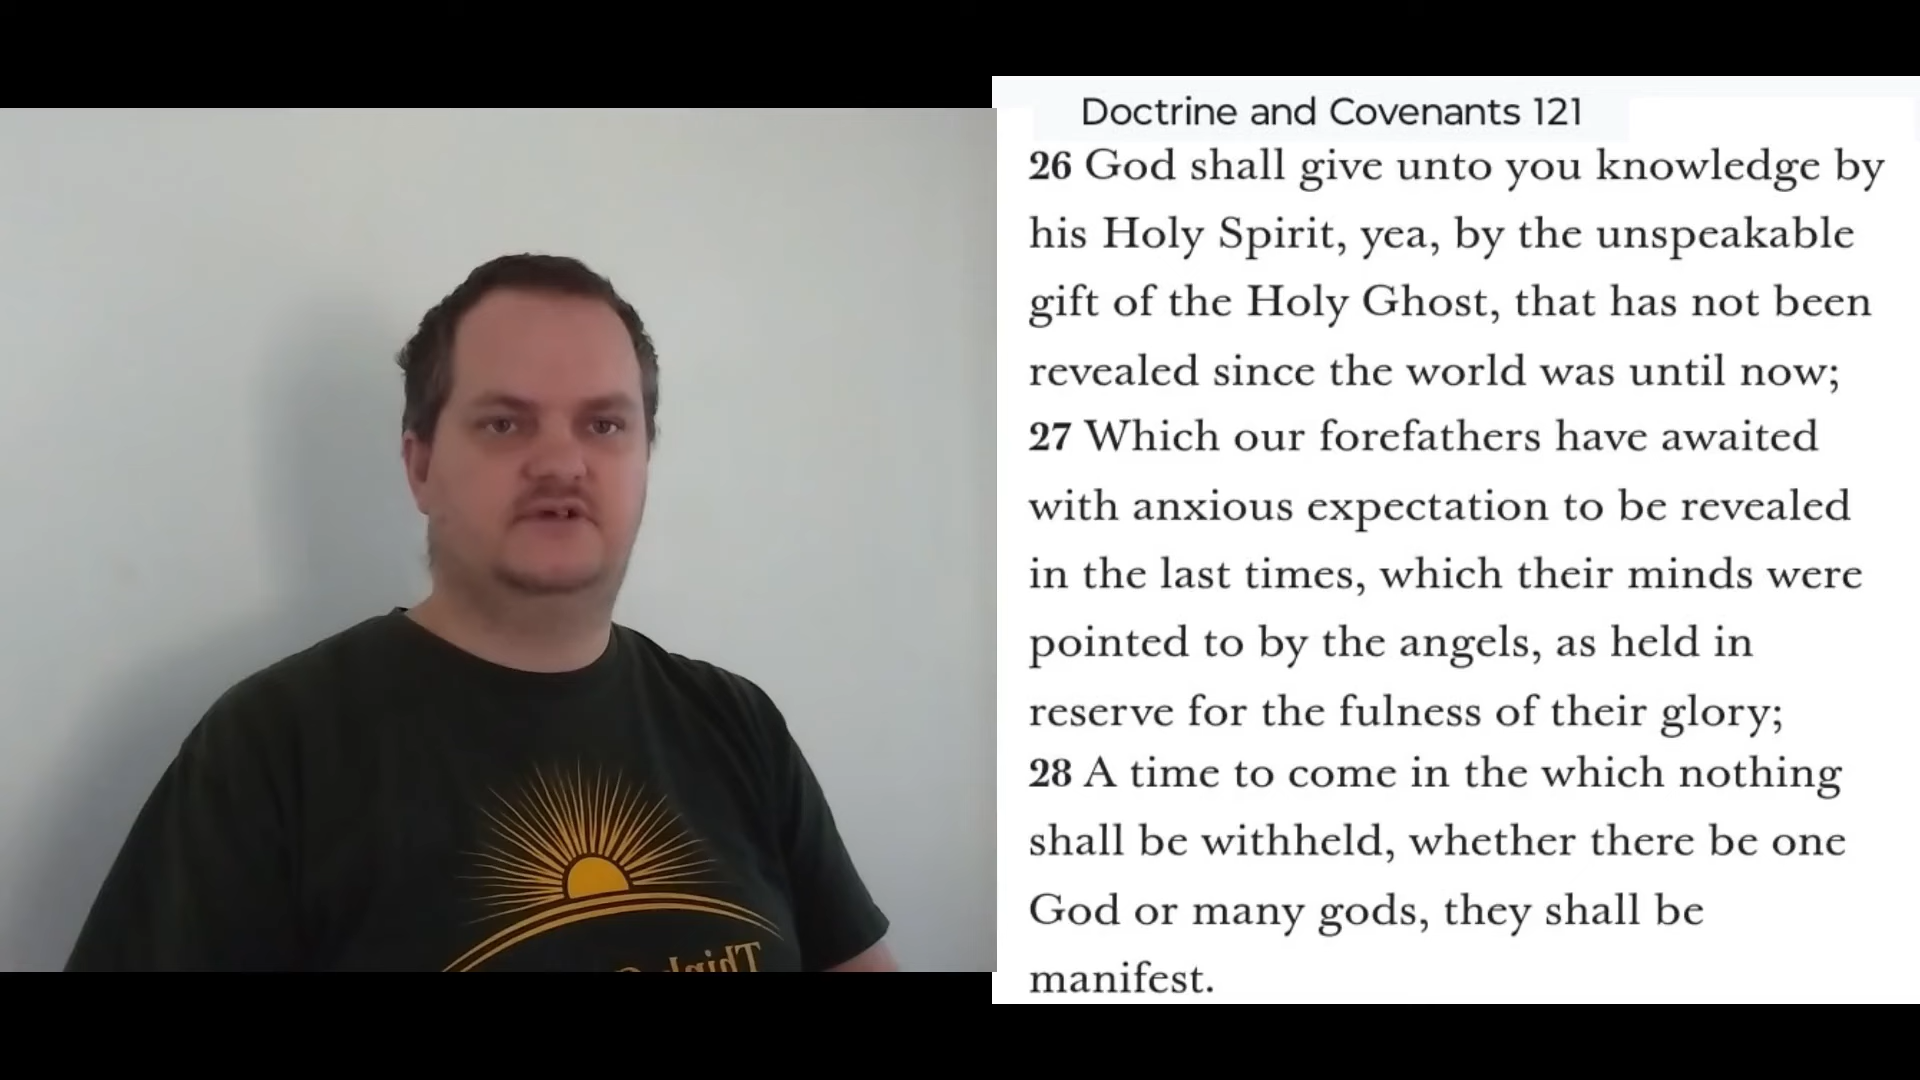 Doctrine and Covenants 121
26 God shall give unto you knowledge by
his Holy Spirit, yea, by the unspeakable
gift of the Holy Ghost, that has not been
revealed since the world was until now;
27 Which our forefathers have awaited
with anxious expectation to be revealed
in the last times, which their minds were
pointed to by the angels, as held in
reserve for the fulness of their glory;
28 A time to come in the which nothing
shall be withheld, whether there be one
God or many gods, they shall be
manifest.